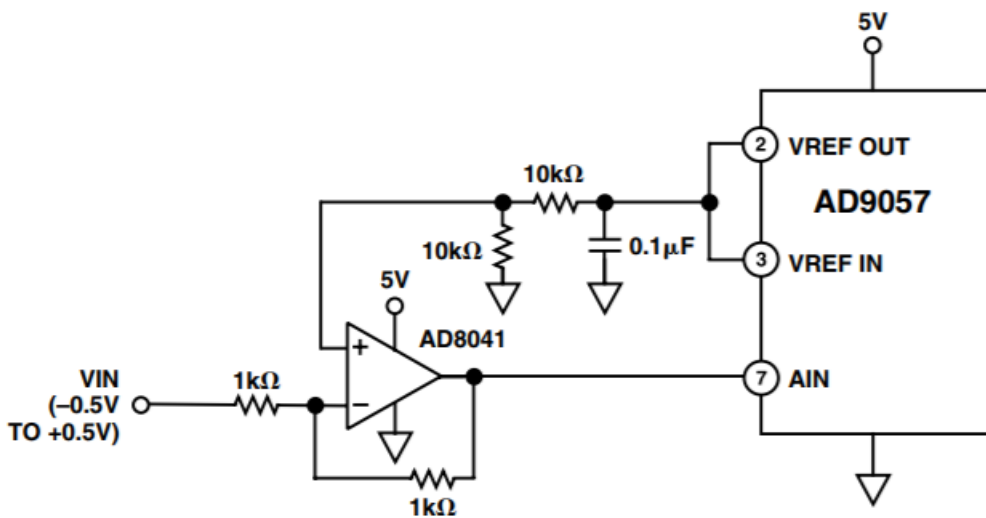 5V
2
VREF OUT
10kΩ
AD9057
10kΩ
0.1μF
3
VREF IN
5V
AD8041
+
VIN
(–0.5V
TO +0.5V)
1kΩ
–
7
AIN
1kΩ